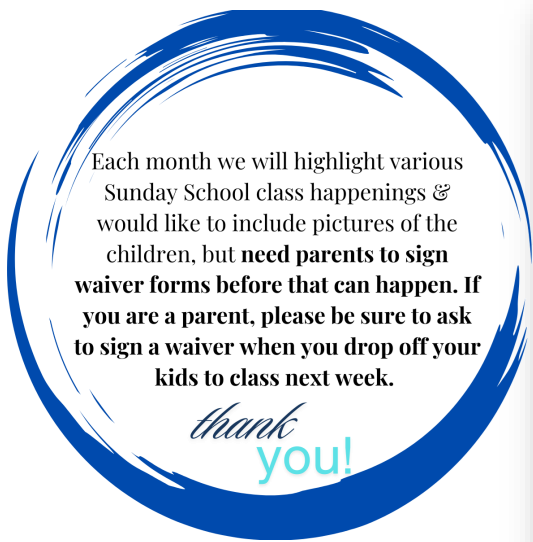 Each month we will highlight various
Sunday School class happenings &
would like to include pictures of the
children, but need parents to sign
waiver forms before that can happen. If
you are a parent, please be sure to ask
to sign a waiver when you drop off your
kids to class next week.
thank
you!